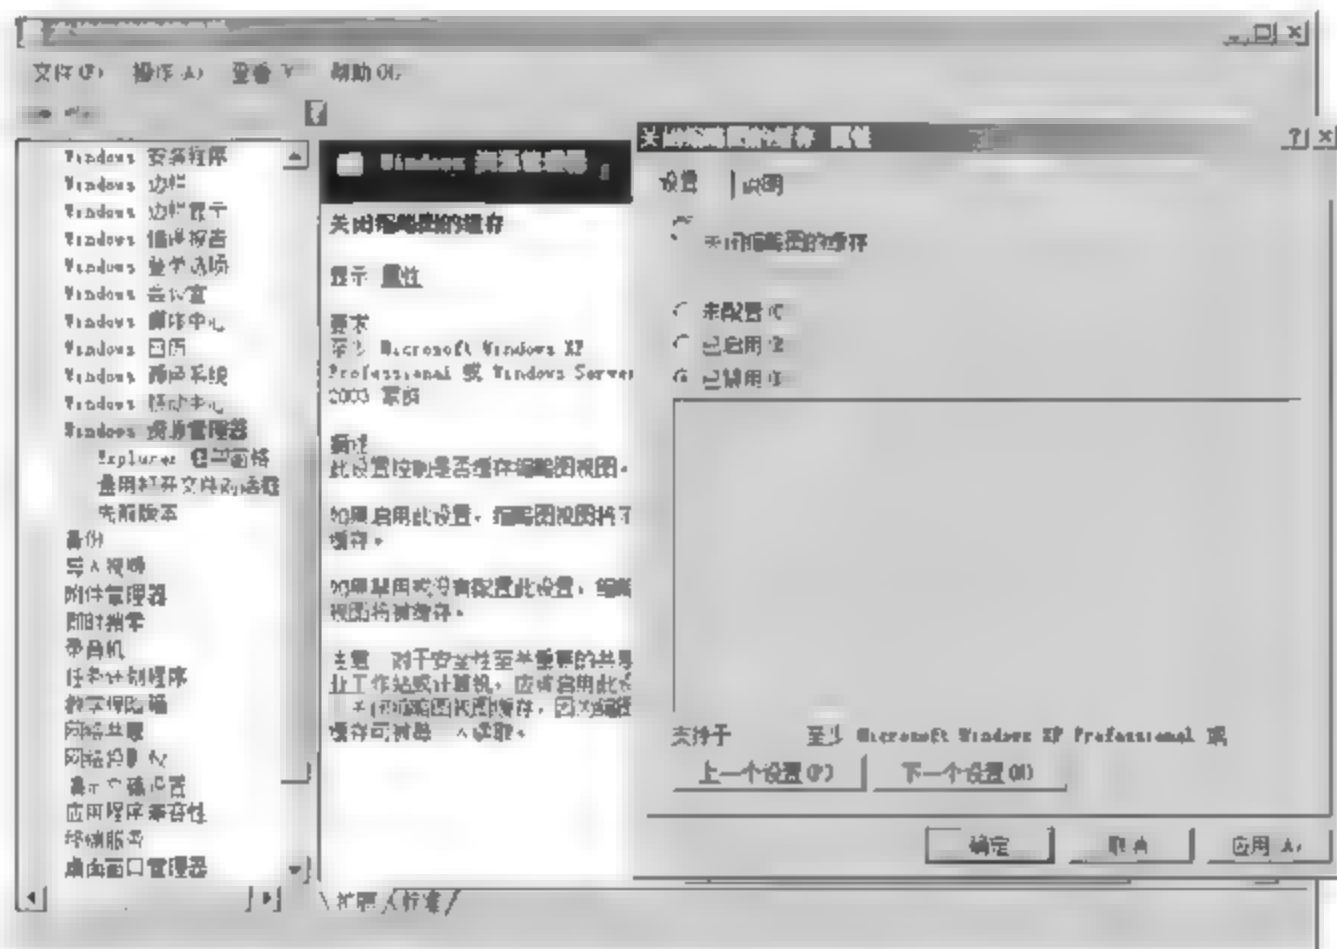 文件(F) 操作(A) 查看 V 帮助(H)
Windows 安装程序
Windows 边栏
Windows 边栏显示
Windows 错误报告
Windows 登录选项
Windows 会议室
Windows 媒体中心
Windows 日历
Windows 颜色系统
Windows 移动中心
Windows 资源管理器
Explorer 框架窗格
通用打开文件对话框
先前版本
备份
导入视频
附件管理器
即时搜索
录音机
任务计划程序
数字保险箱
网络共享
网络投影仪
演示文稿设置
应用程序兼容性
终端服务
桌面窗口管理器
Windows 资源管理器
关闭缩略图的缓存
显示 属性
要求
至少 Microsoft Windows XP
Professional 或 Windows Server
2003 家族
描述
此设置控制是否缓存缩略图视图。
如果启用此设置，缩略图视图将不
缓存。
如果禁用或没有配置此设置，缩略
视图将被缓存。
注意 对于安全性至关重要的共享
业工作站或计算机，应该启用此设
关闭缩略图视图缓存，因为缩略
缓存可被 人读取。
扩展 标准
关闭缩略图的缓存 属性
设置 说明
关闭缩略图的缓存
未配置(C)
已启用(E)
已禁用(D)
支持于 至少 Microsoft Windows XP Professional 或
上一个设置(P) 下一个设置(N)
确定 取消 应用(A)